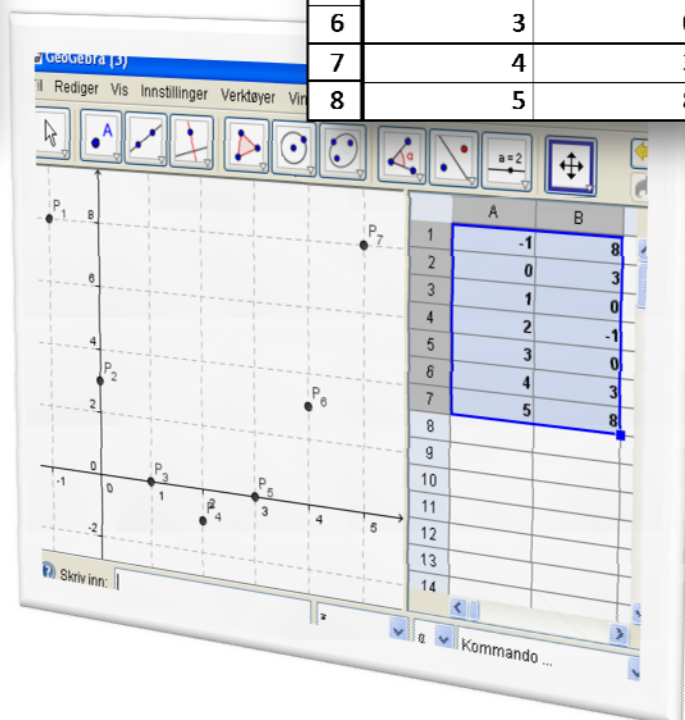 6 3
7 4
8 5
GeoGebra (3)
Rediger Vis Innstillinger Verktøyer
A
α
a=2
A B
1 -1 8
2 0 3
3 1 0
4 2 -1
5 3 0
6 4 3
7 5 8
8
9
10
11
12
13
14
P1
P7
P2
P6
P3
P5
P4
8
6
4
2
0
-2
-1 0 1 2 3 4 5
Skriv inn:
α
Kommando ...